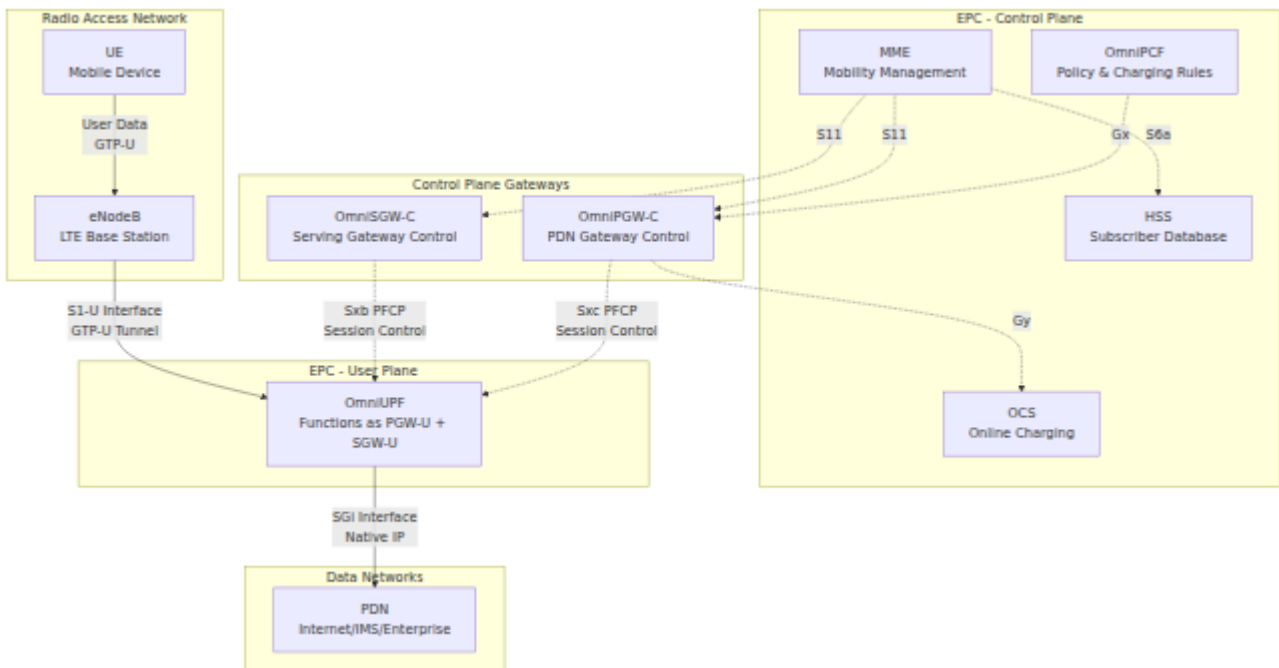 Radio Access Network
UE
Mobile Device
User Data
GTP-U
eNodeB
LTE Base Station
S1-U Interface
GTP-U Tunnel
EPC - Control Plane
MME
Mobility Management
OmniPCF
Policy & Charging Rules
S11
S11
Gx
S6a
HSS
Subscriber Database
Control Plane Gateways
OmniSGW-C
Serving Gateway Control
OmniPGW-C
PDN Gateway Control
Sxb PFCP
Session Control
Sxc PFCP
Session Control
Gy
OCS
Online Charging
EPC - User Plane
OmniUPF
Functions as PGW-U +
SGW-U
SGi Interface
Native IP
Data Networks
PDN
Internet/IMS/Enterprise